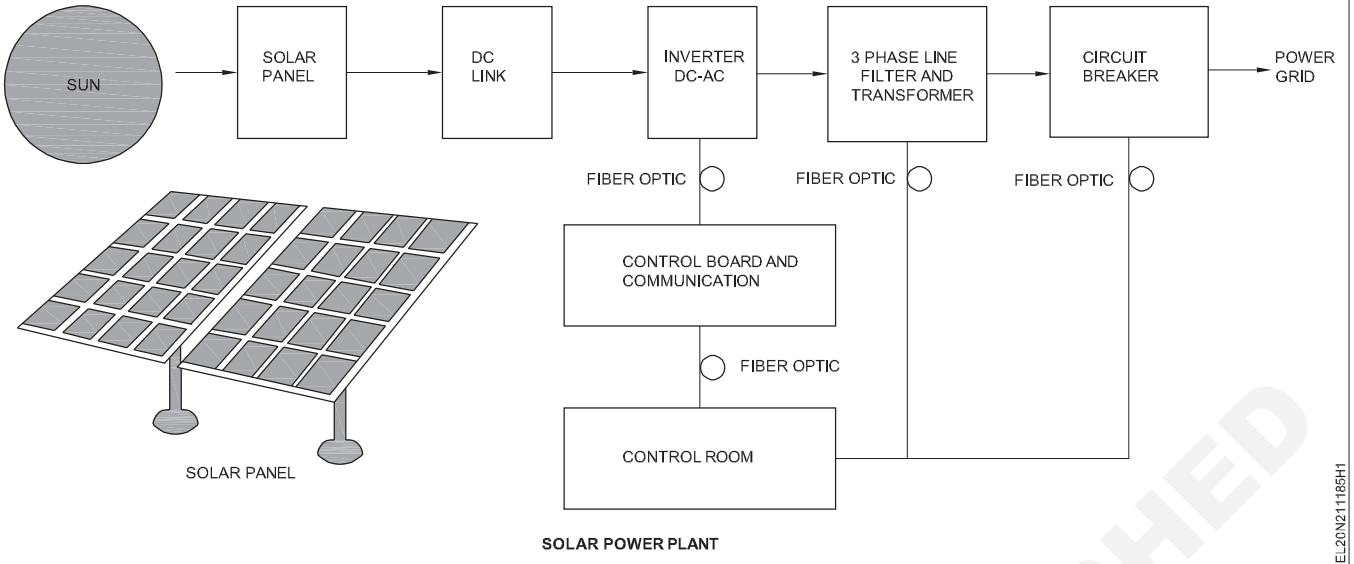 SUN
SOLAR
PANEL
DC
LINK
INVERTER
DC-AC
3 PHASE LINE
FILTER AND
TRANSFORMER
CIRCUIT
BREAKER
POWER
GRID
FIBER OPTIC
FIBER OPTIC
FIBER OPTIC
CONTROL BOARD AND
COMMUNICATION
FIBER OPTIC
CONTROL ROOM
SOLAR PANEL
SOLAR POWER PLANT
EL20N211185H1
HED